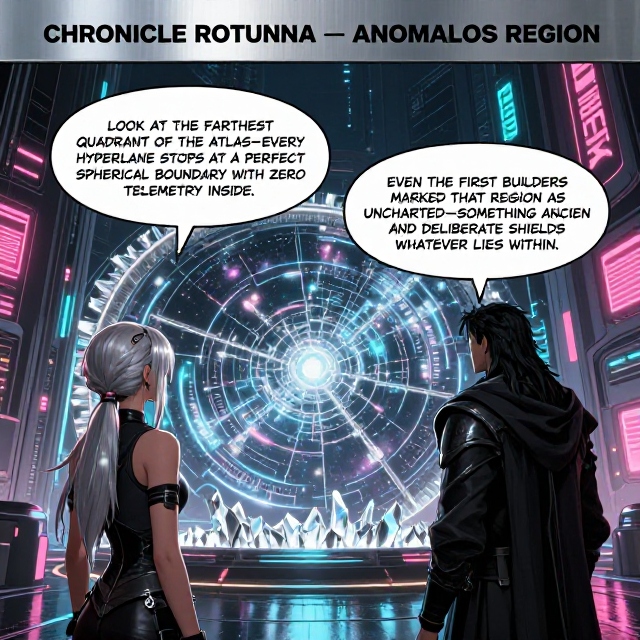 CHRONICLE ROTUNNA — ANOMALOS REGION
LOOK AT THE FARTHEST
QUADRANT OF THE ATLAS—EVERY
HYPERLANE STOPS AT A PERFECT
SPHERICAL BOUNDARY WITH ZERO
TELEMETRY INSIDE.
EVEN THE FIRST BUILDERS
MARKED THAT REGION AS
UNCHARTED—SOMETHING ANCIEN
AND DELIBERATE SHIELDS
WHATEVER LIES WITHIN.